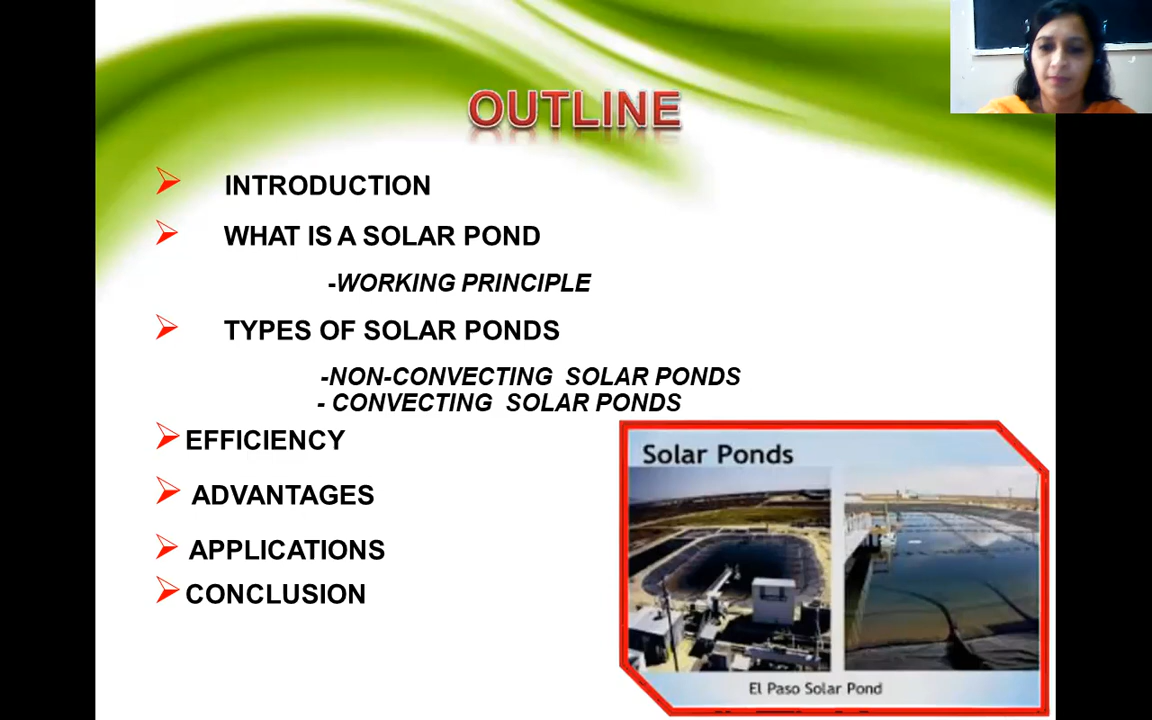 OUTLINE
INTRODUCTION
WHAT IS A SOLAR POND
-WORKING PRINCIPLE
TYPES OF SOLAR PONDS
-NON-CONVECTING SOLAR PONDS
- CONVECTING SOLAR PONDS
EFFICIENCY
ADVANTAGES
APPLICATIONS
CONCLUSION
Solar Ponds
El Paso Solar Pond